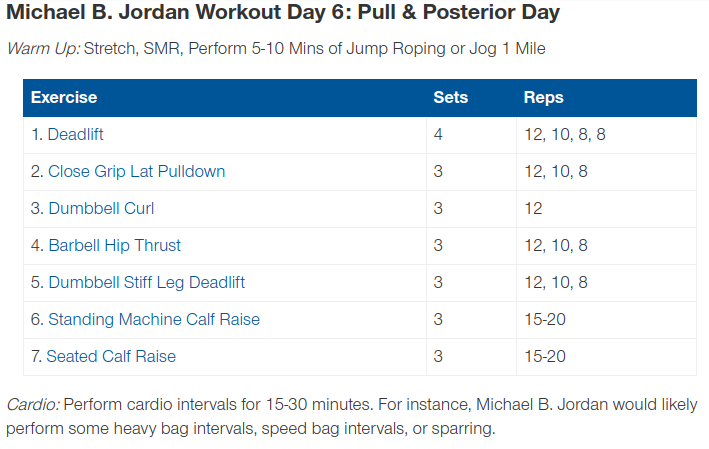 Michael B. Jordan Workout Day 6: Pull & Posterior Day
Warm Up: Stretch, SMR, Perform 5-10 Mins of Jump Roping or Jog 1 Mile
Exercise Sets Reps
1. Deadlift 4 12, 10, 8, 8
2. Close Grip Lat Pulldown 3 12, 10, 8
3. Dumbbell Curl 3 12
4. Barbell Hip Thrust 3 12, 10, 8
5. Dumbbell Stiff Leg Deadlift 3 12, 10, 8
6. Standing Machine Calf Raise 3 15-20
7. Seated Calf Raise 3 15-20
Cardio: Perform cardio intervals for 15-30 minutes. For instance, Michael B. Jordan would likely
perform some heavy bag intervals, speed bag intervals, or sparring.